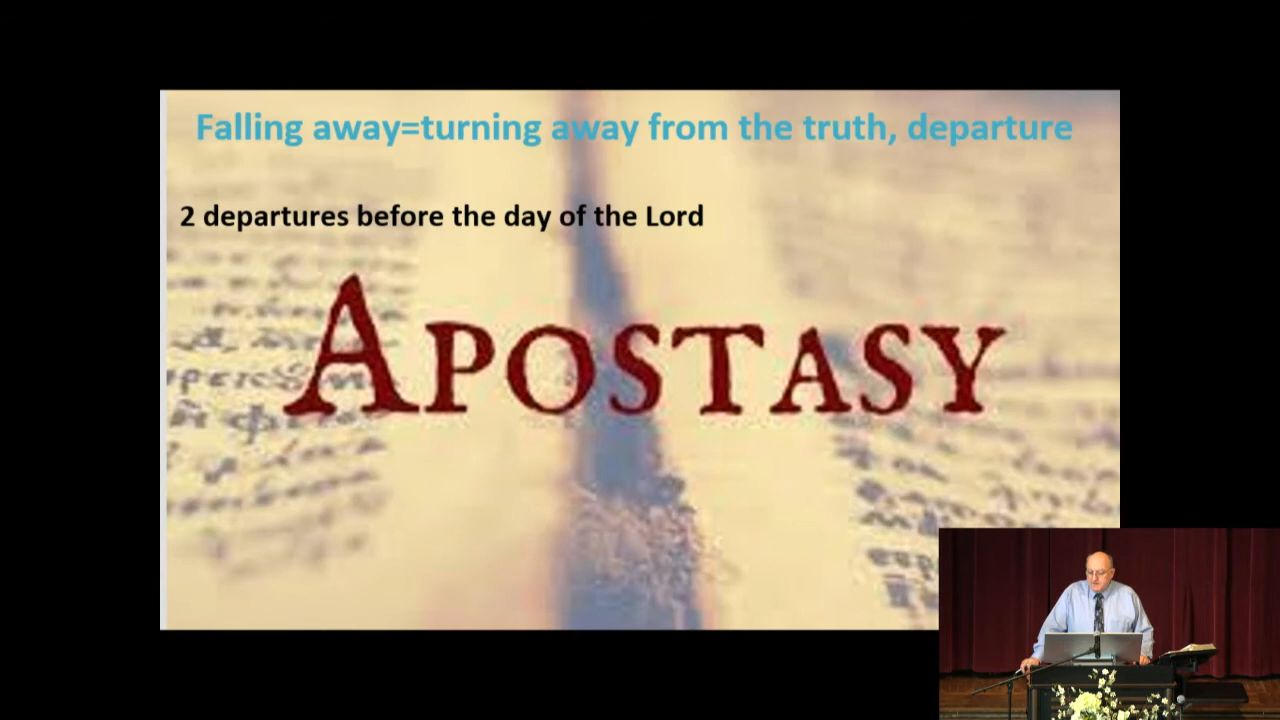 Falling away=turning away from the truth, departure
2 departures before the day of the Lord
APOSTASY